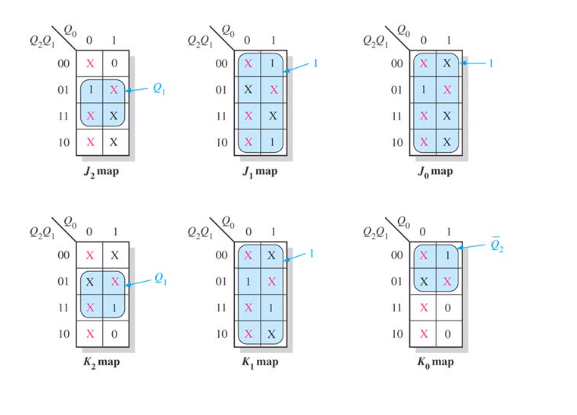 Q0
Q2Q1 0 1
00 X 0
01 1 X Q1
11 X X
10 X X
J2 map
Q0
Q2Q1 0 1
00 X 1 1
01 X X
11 X X
10 X 1
J1 map
Q0
Q2Q1 0 1
00 X X 1
01 1 X
11 X X
10 X X
J0 map
Q0
Q2Q1 0 1
00 X X
01 X X Q1
11 X 1
10 X 0
K2 map
Q0
Q2Q1 0 1
00 X X 1
01 1 X
11 X 1
10 X X
K1 map
Q0
Q2Q1 0 1
00 X 1 Q̅2
01 X X
11 X 0
10 X 0
K0 map